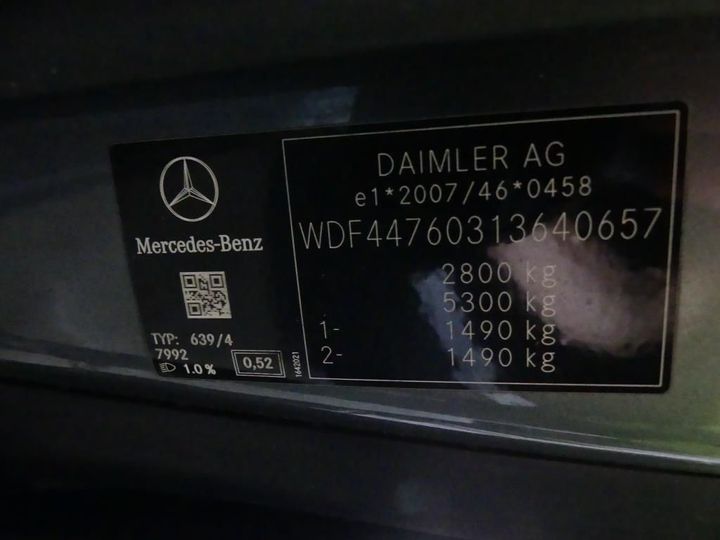 Mercedes-Benz
TYP: 639/4
7992
1.0%
0,52
1642021
DAIMLER AG
e1*2007/46*0458
WDF44760313640657
2800 kg
5300 kg
1- 1490 kg
2- 1490 kg